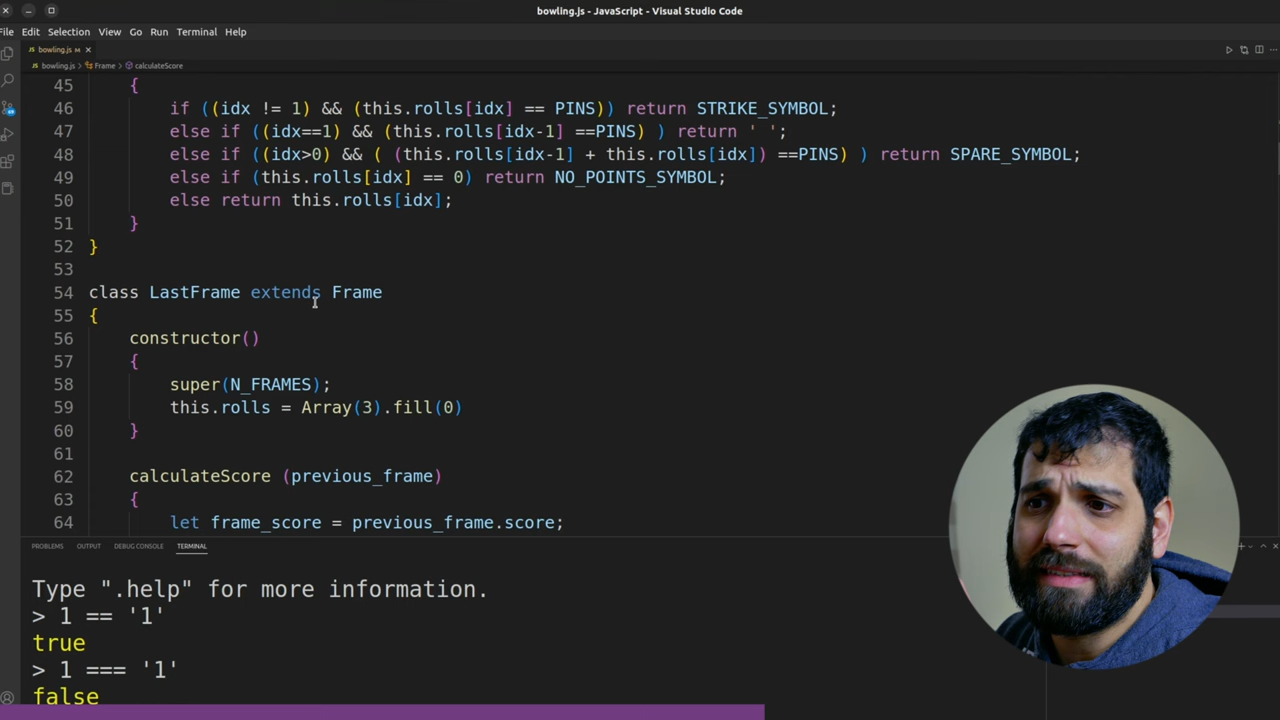 bowling.js - JavaScript - Visual Studio Code
File Edit Selection View Go Run Terminal Help
JS bowling.js M
JS bowling.js > Frame > calculateScore
45 {
46 if ((idx != 1) && (this.rolls[idx] == PINS)) return STRIKE_SYMBOL;
47 else if ((idx==1) && (this.rolls[idx-1] ==PINS) ) return ' ';
48 else if ((idx>0) && ( (this.rolls[idx-1] + this.rolls[idx]) ==PINS) ) return SPARE_SYMBOL;
49 else if (this.rolls[idx] == 0) return NO_POINTS_SYMBOL;
50 else return this.rolls[idx];
51 }
52 }
53
54 class LastFrame extends Frame
55 {
56 constructor()
57 {
58 super(N_FRAMES);
59 this.rolls = Array(3).fill(0)
60 }
61
62 calculateScore (previous_frame)
63 {
64 let frame_score = previous_frame.score;
PROBLEMS OUTPUT DEBUG CONSOLE TERMINAL
Type ".help" for more information.
> 1 == '1'
true
> 1 === '1'
false